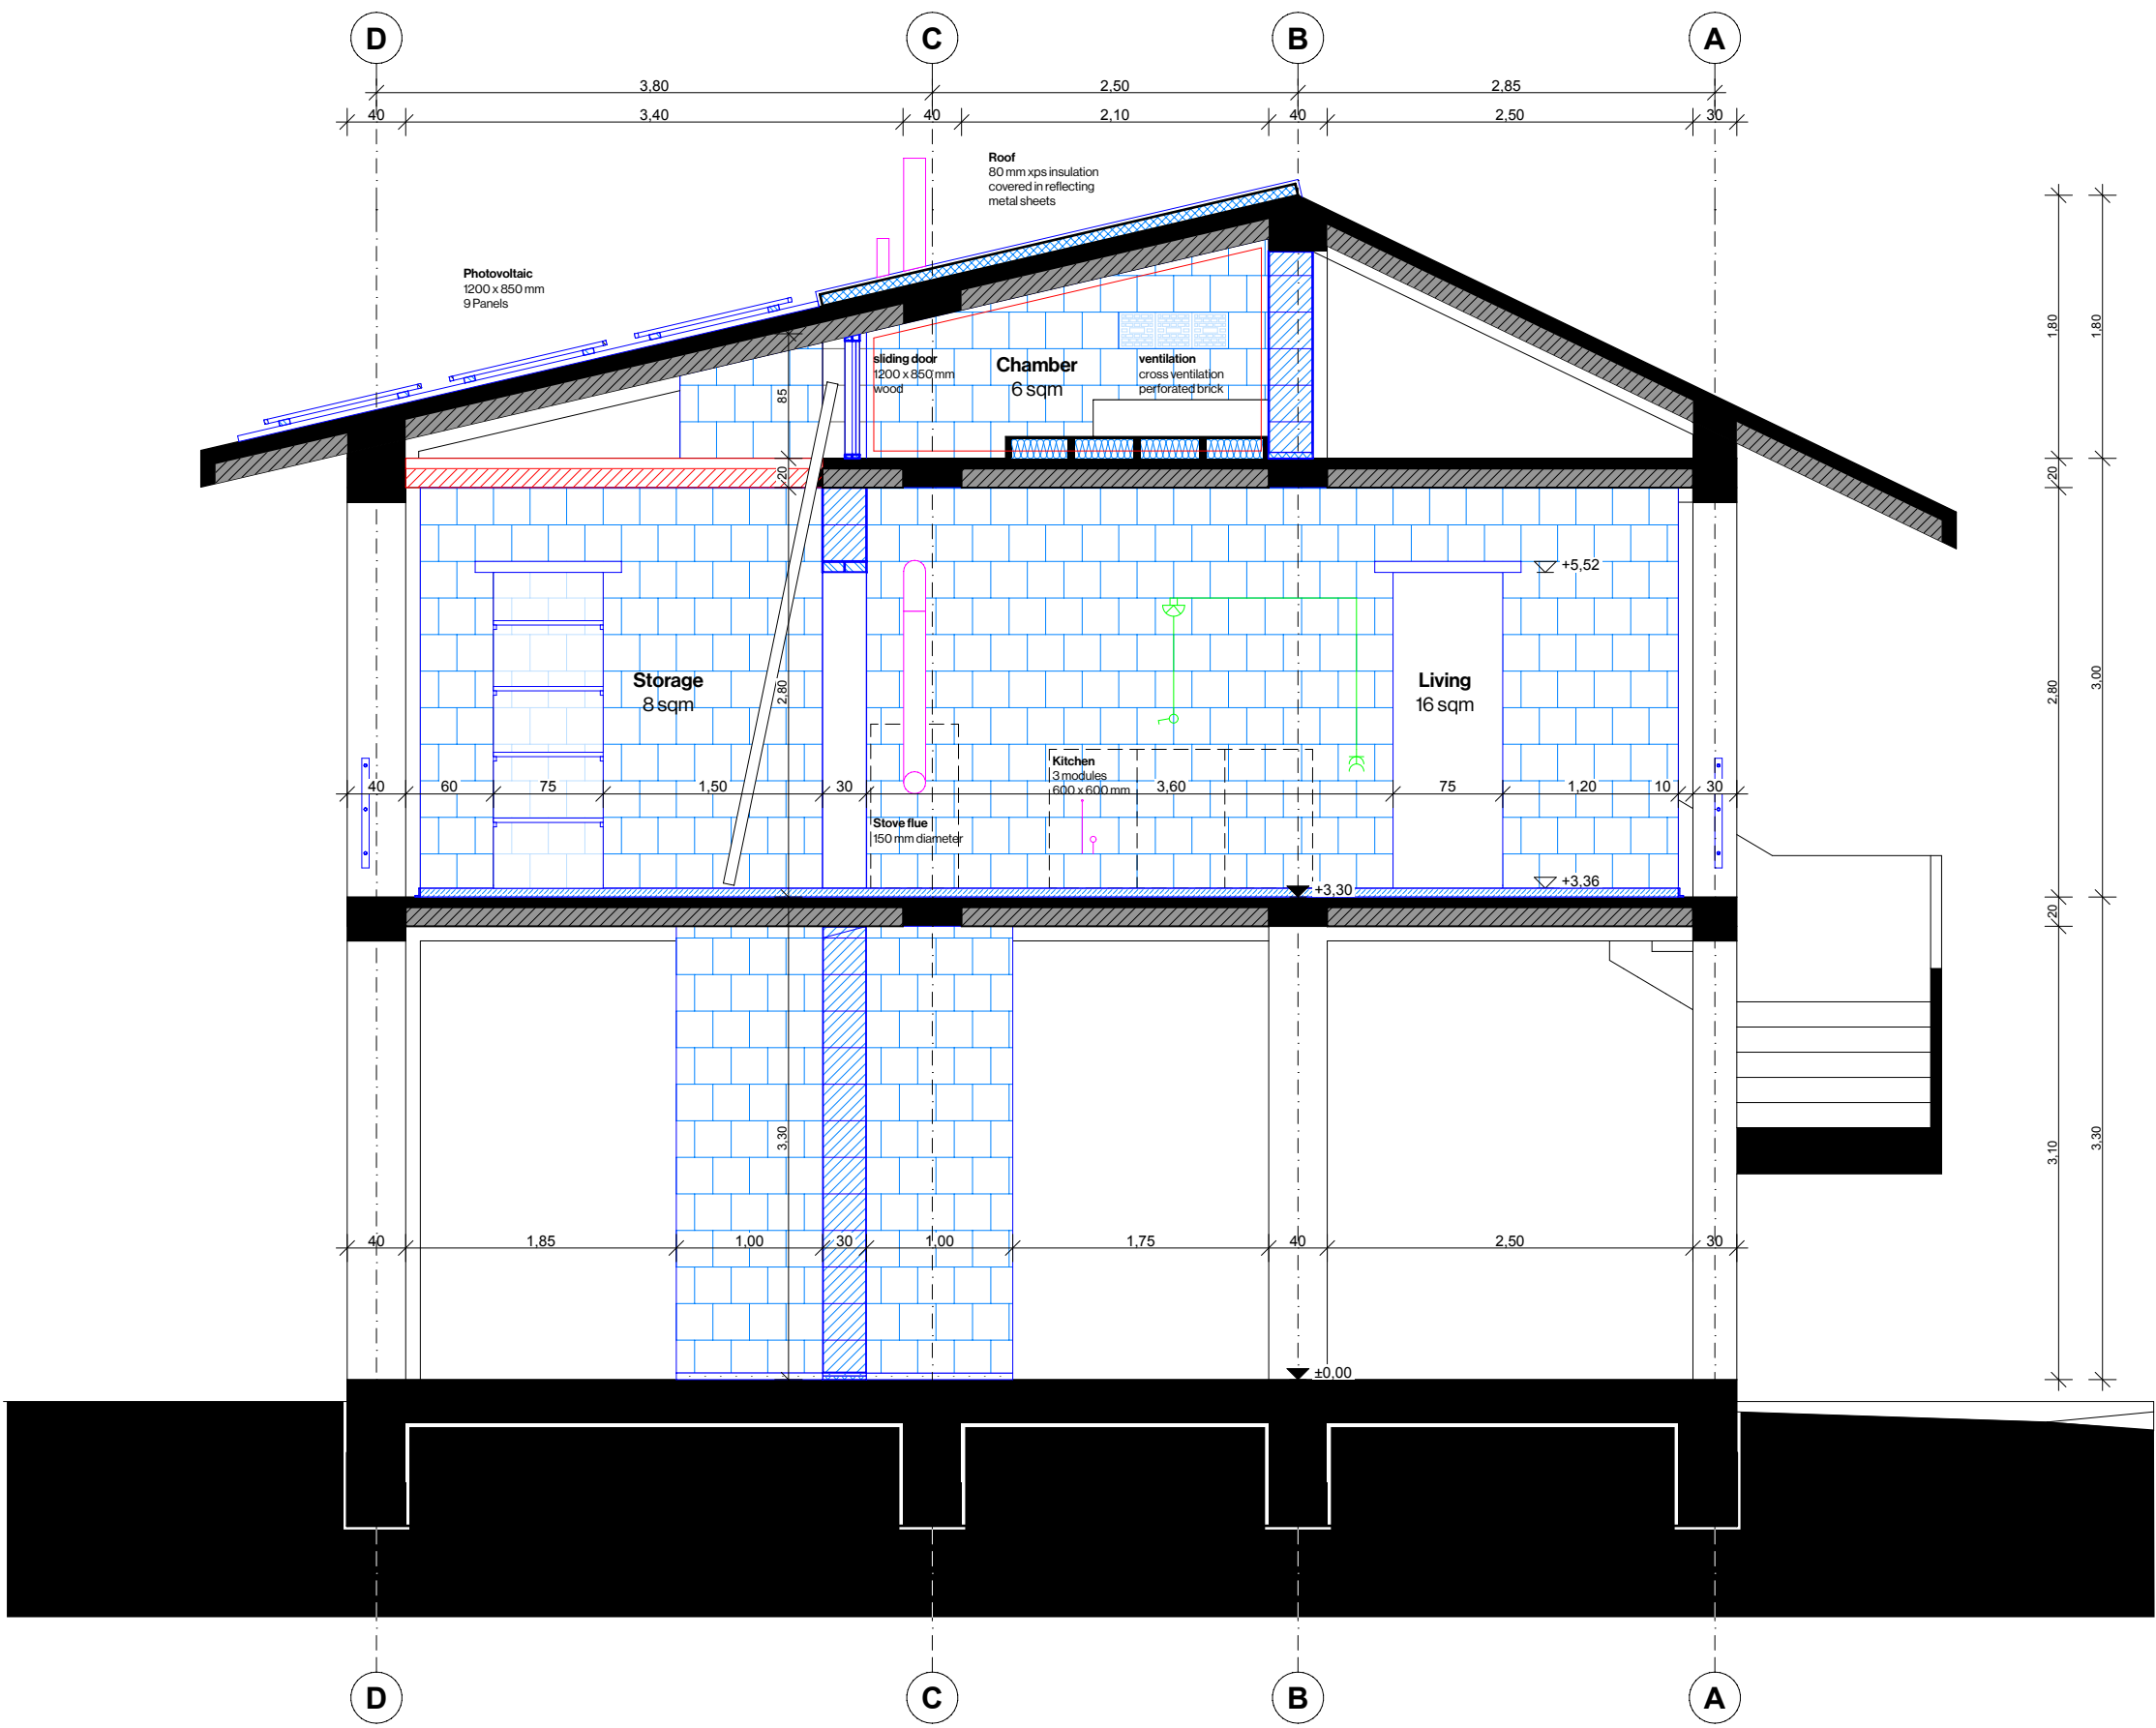 D C B A
3,80 2,50 2,85
40 3,40 40 2,10 40 2,50 30
Roof
80 mm xps insulation
covered in reflecting
metal sheets
Photovoltaic
1200 x 850 mm
9 Panels
1,80 1,80
sliding door
1200 x 850 mm
wood
Chamber
6 sqm
ventilation
cross ventilation
perforated brick
85
20 20
+5,52
Storage
8 sqm
2,80
Living
16 sqm
2,80 3,00
Kitchen
3 modules
600 x 600 mm
40 60 75 1,50 30 3,60 75 1,20 10 30
Stove flue
150 mm diameter
+3,36
+3,30
20
3,30
3,10 3,30
40 1,85 1,00 30 1,00 1,75 40 2,50 30
±0,00
D C B A